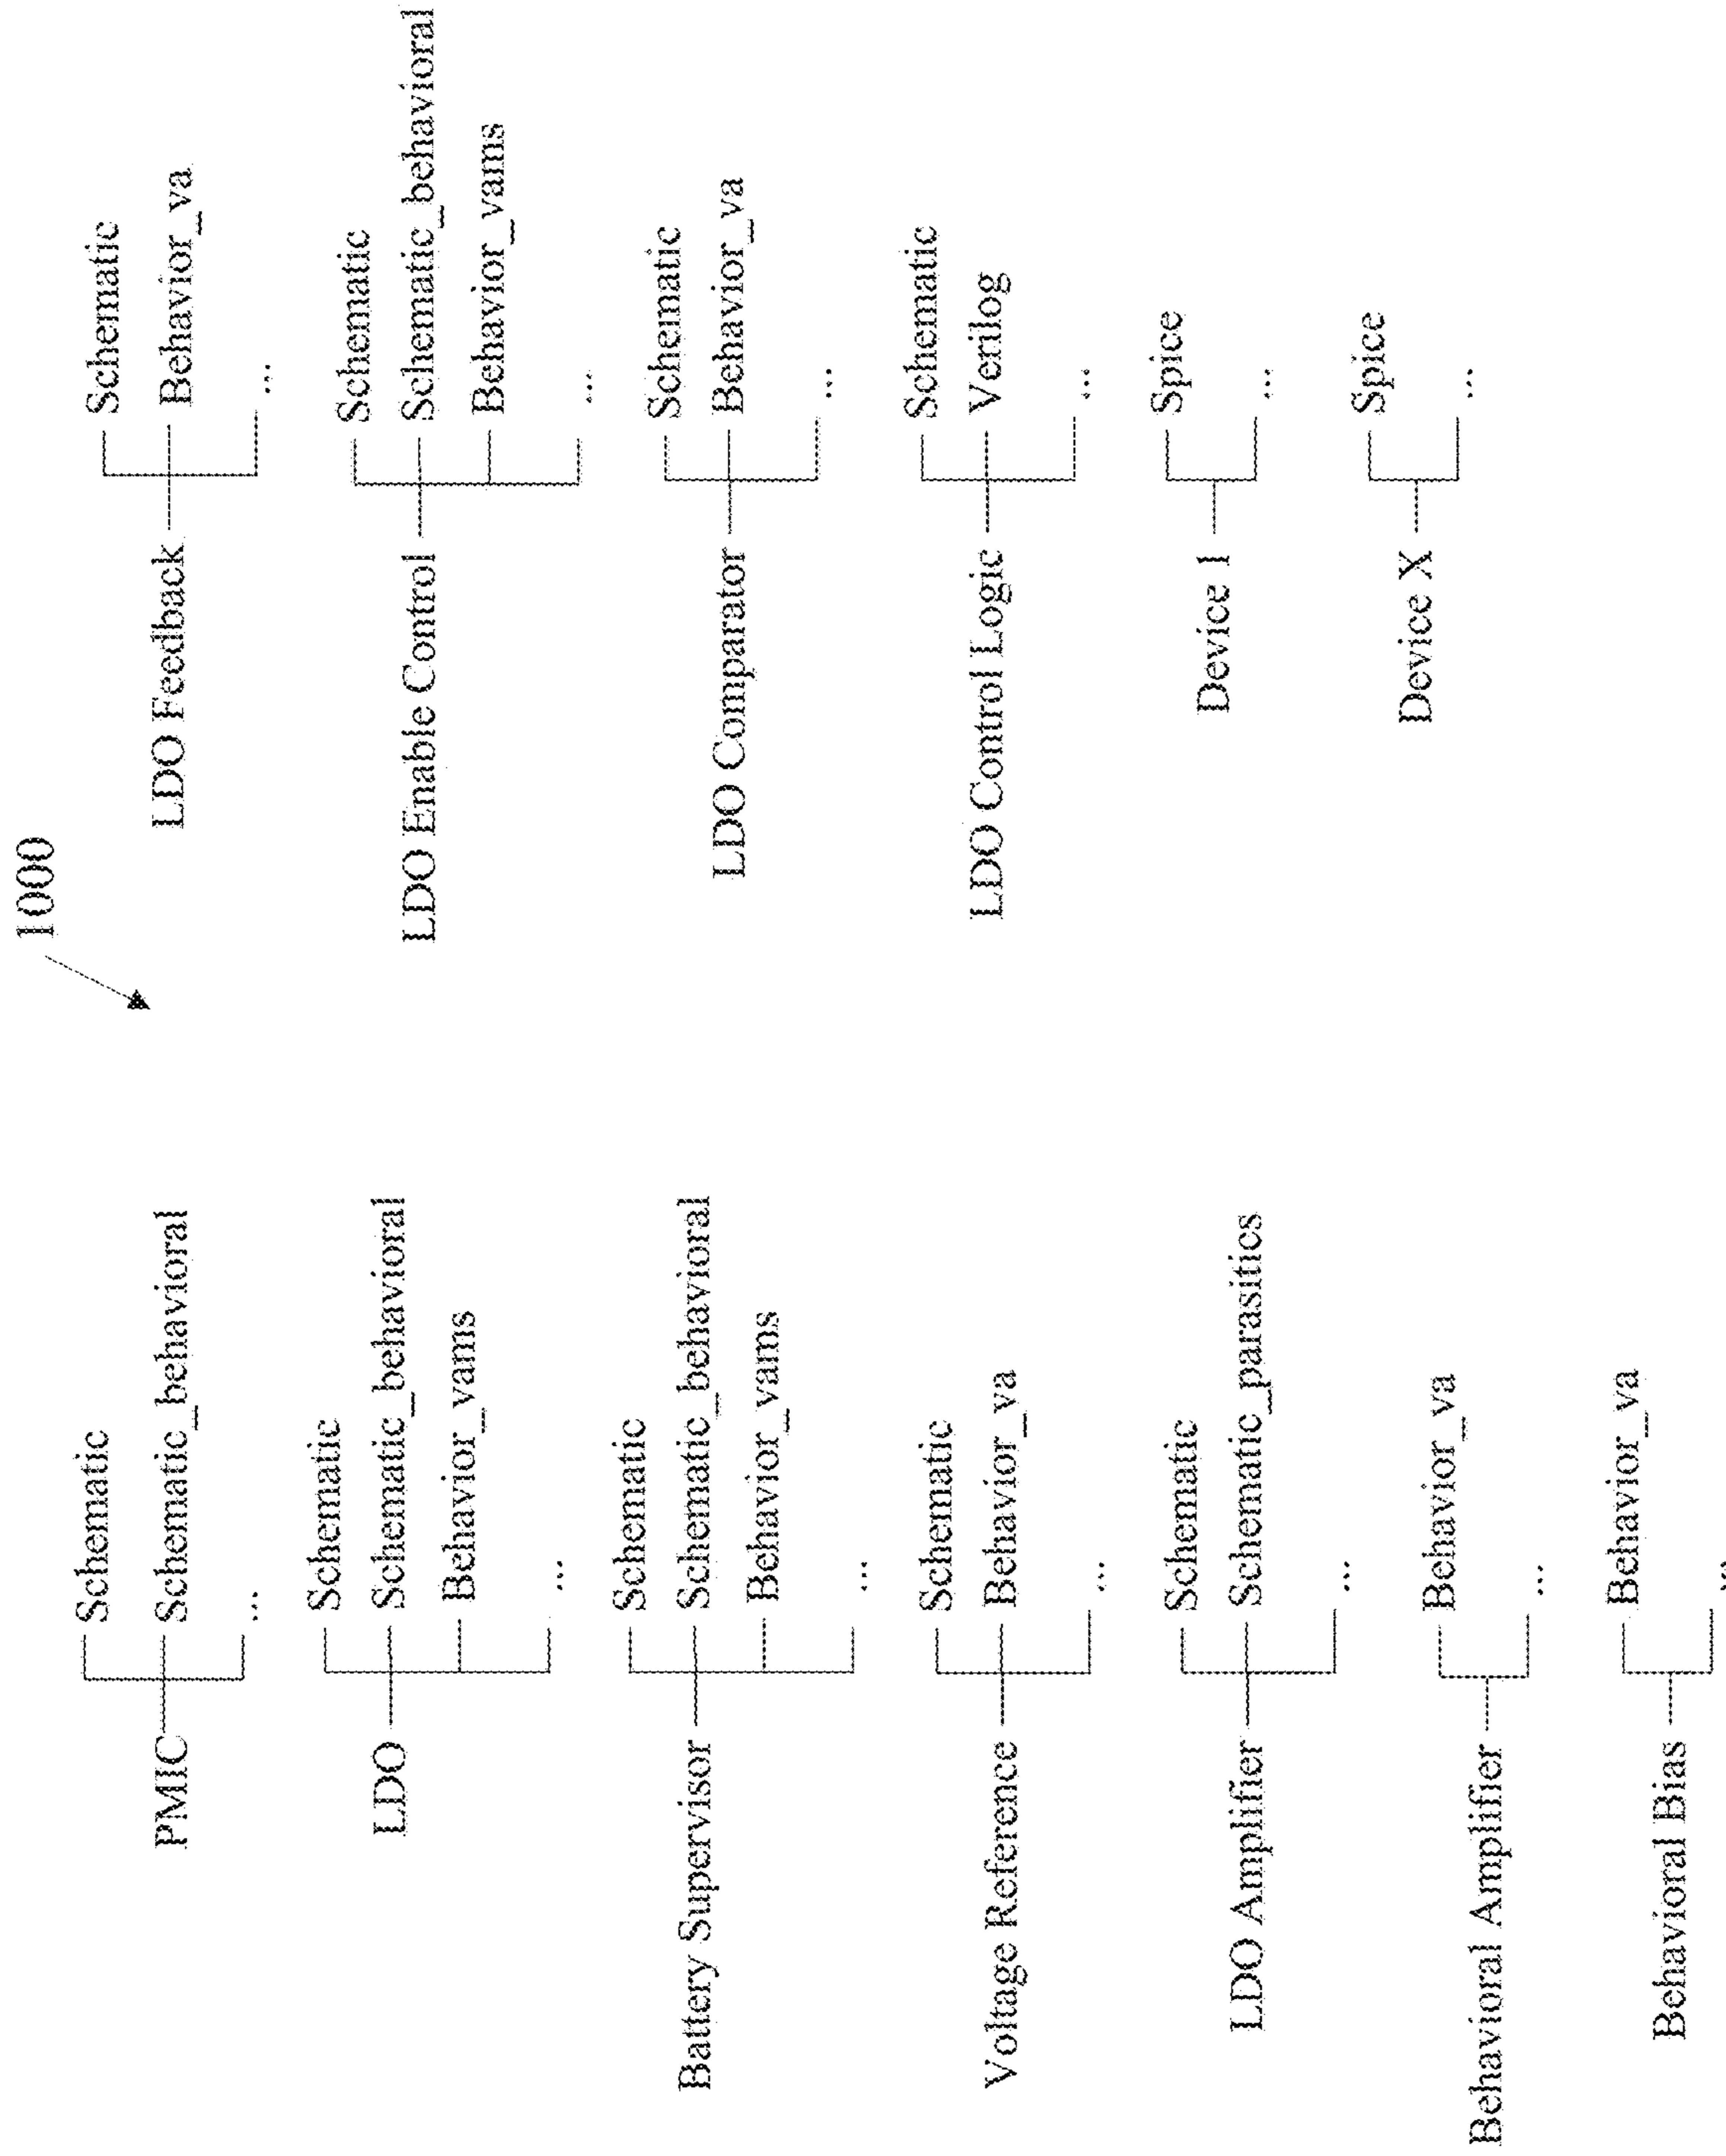 1000
Schematic
PMIC
Schematic_behavioral
...
Schematic
LDO
Schematic_behavioral
Behavior_vams
...
Schematic
Battery Supervisor
Schematic_behavioral
Behavior_vams
...
Schematic
Voltage Reference
Behavior_va
...
Schematic
LDO Amplifier
Schematic_parasitics
...
Behavior_va
Behavioral Amplifier
...
Behavior_va
Behavioral Bias
...
Schematic
LDO Feedback
Behavior_va
...
Schematic
LDO Enable Control
Schematic_behavioral
Behavior_vams
...
Schematic
LDO Comparator
Behavior_va
...
Schematic
LDO Control Logic
Verilog
...
Spice
Device 1
...
Spice
Device X
...